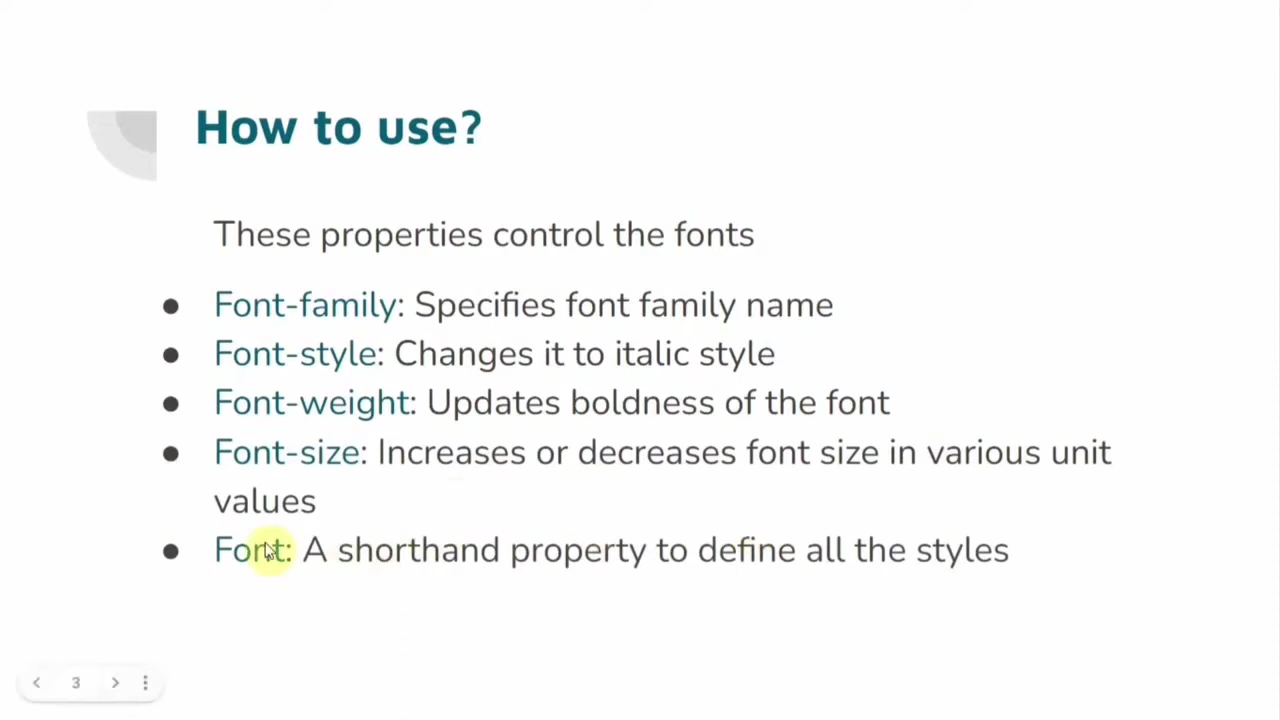 How to use?
These properties control the fonts
● Font-family: Specifies font family name
● Font-style: Changes it to italic style
● Font-weight: Updates boldness of the font
● Font-size: Increases or decreases font size in various unit
values
● Font: A shorthand property to define all the styles
3